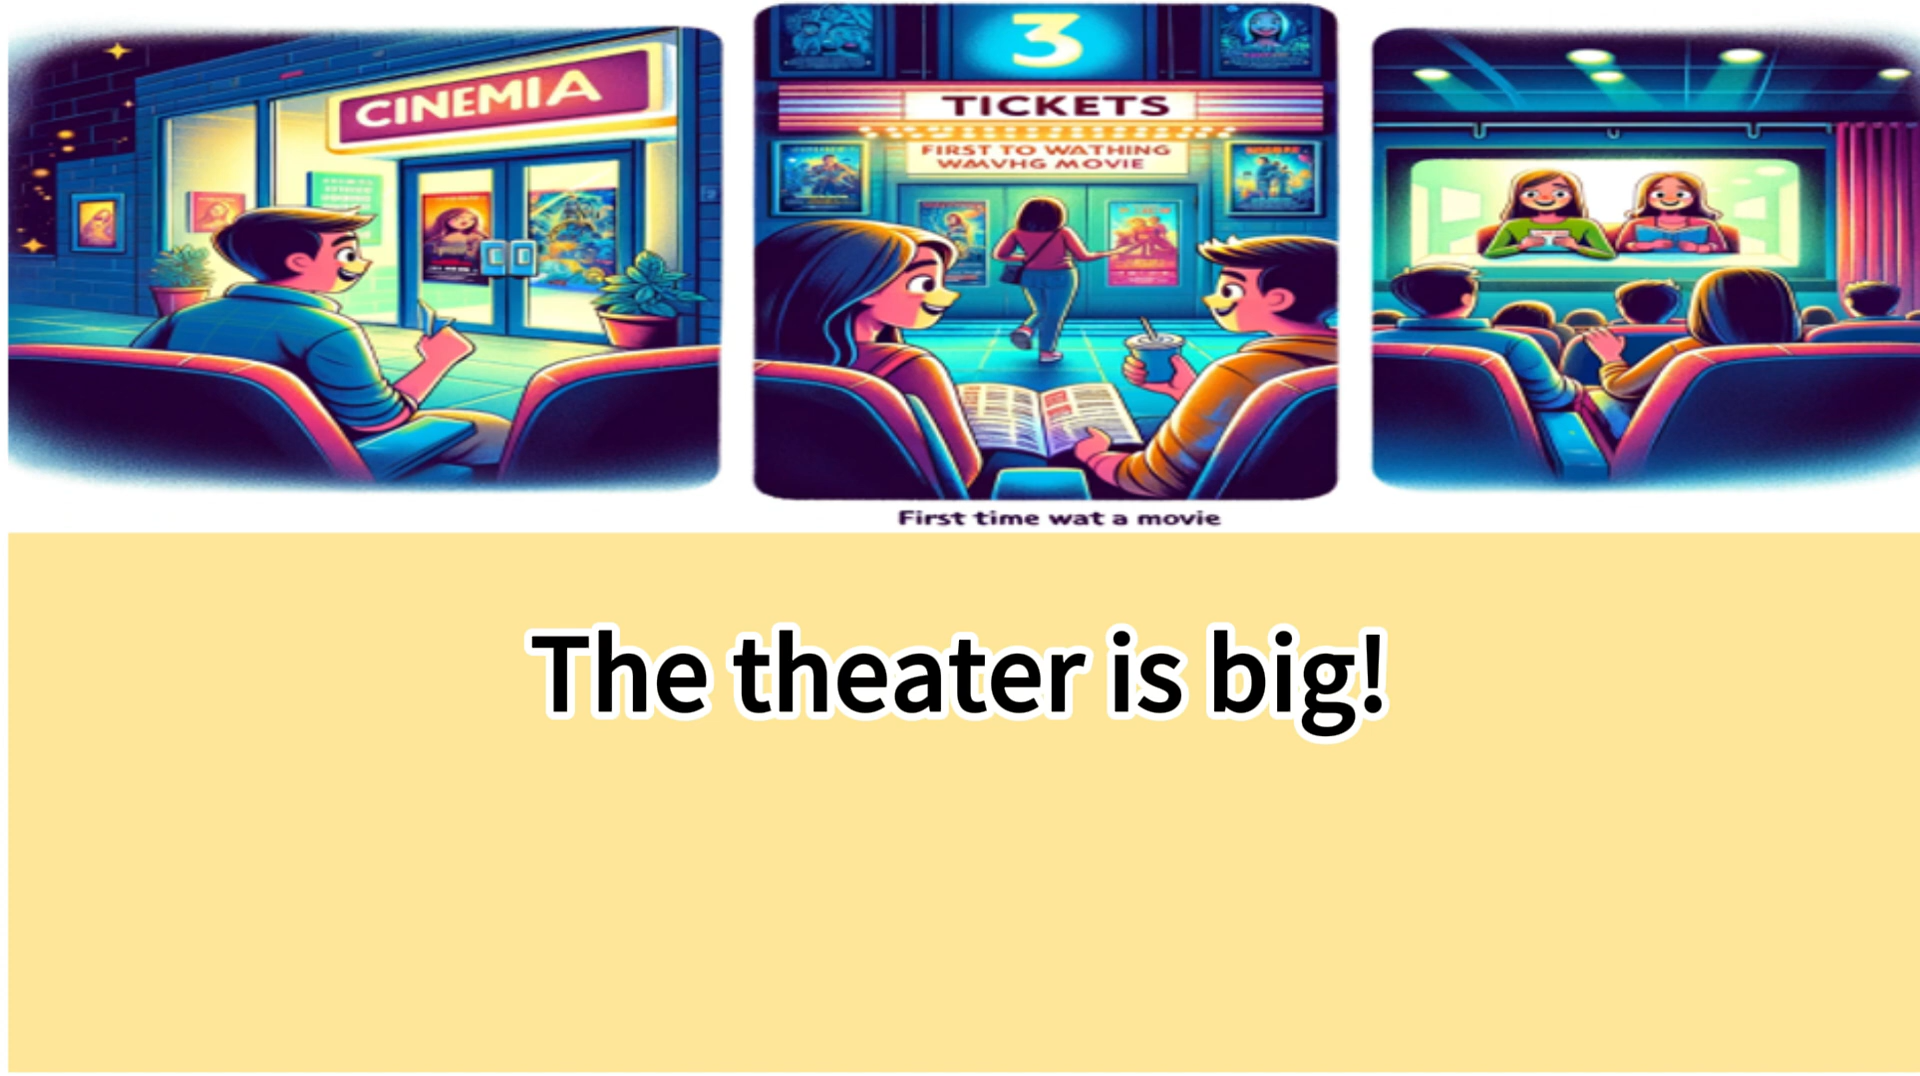 CINEMIA
3
TICKETS
FIRST TO WATHING
WMVHG MOVIE
First time wat a movie
The theater is big!